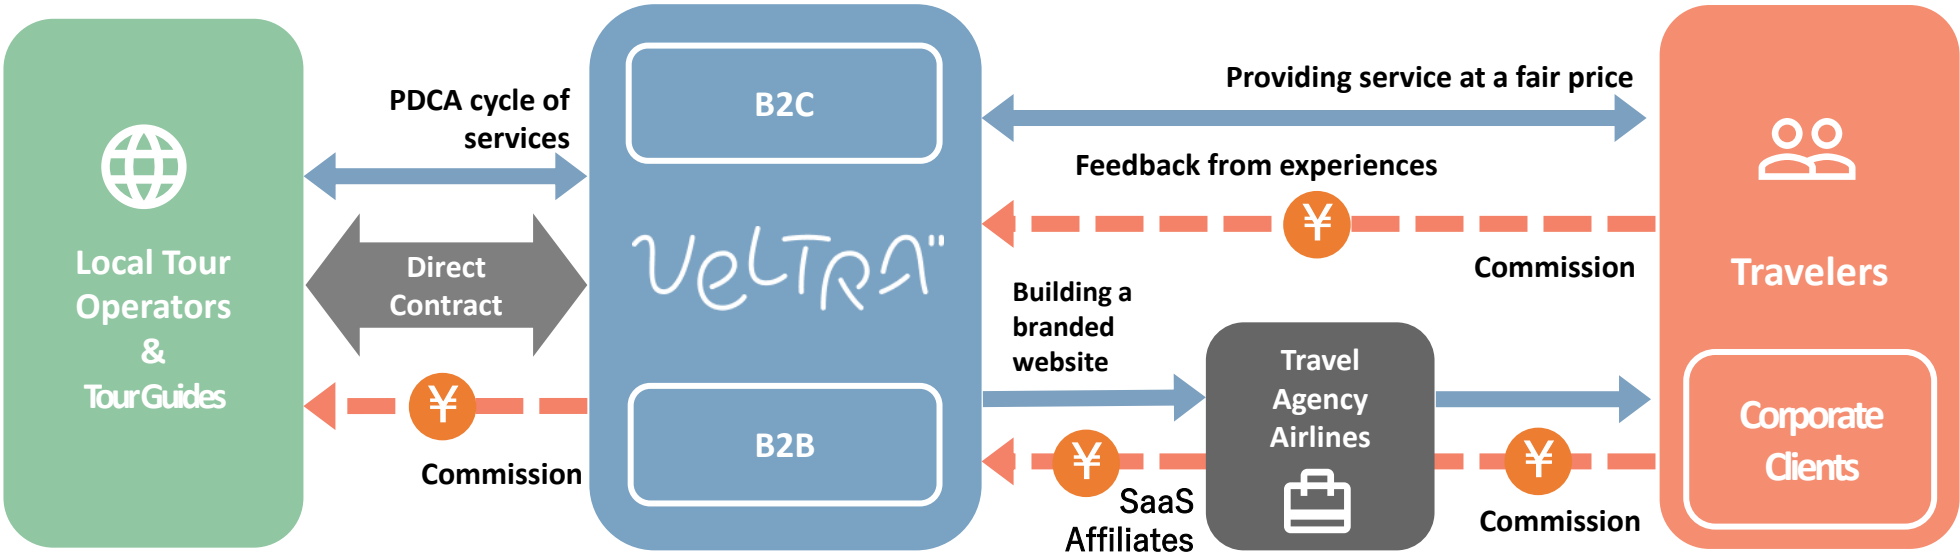 Local Tour
Operators
&
Tour Guides
PDCA cycle of
services
Direct
Contract
¥
Commission
B2C
VELTRA
B2B
Providing service at a fair price
Feedback from experiences
¥
Commission
Building a
branded
website
¥
SaaS
Affiliates
Travel
Agency
Airlines
¥
Commission
Travelers
Corporate
Clients